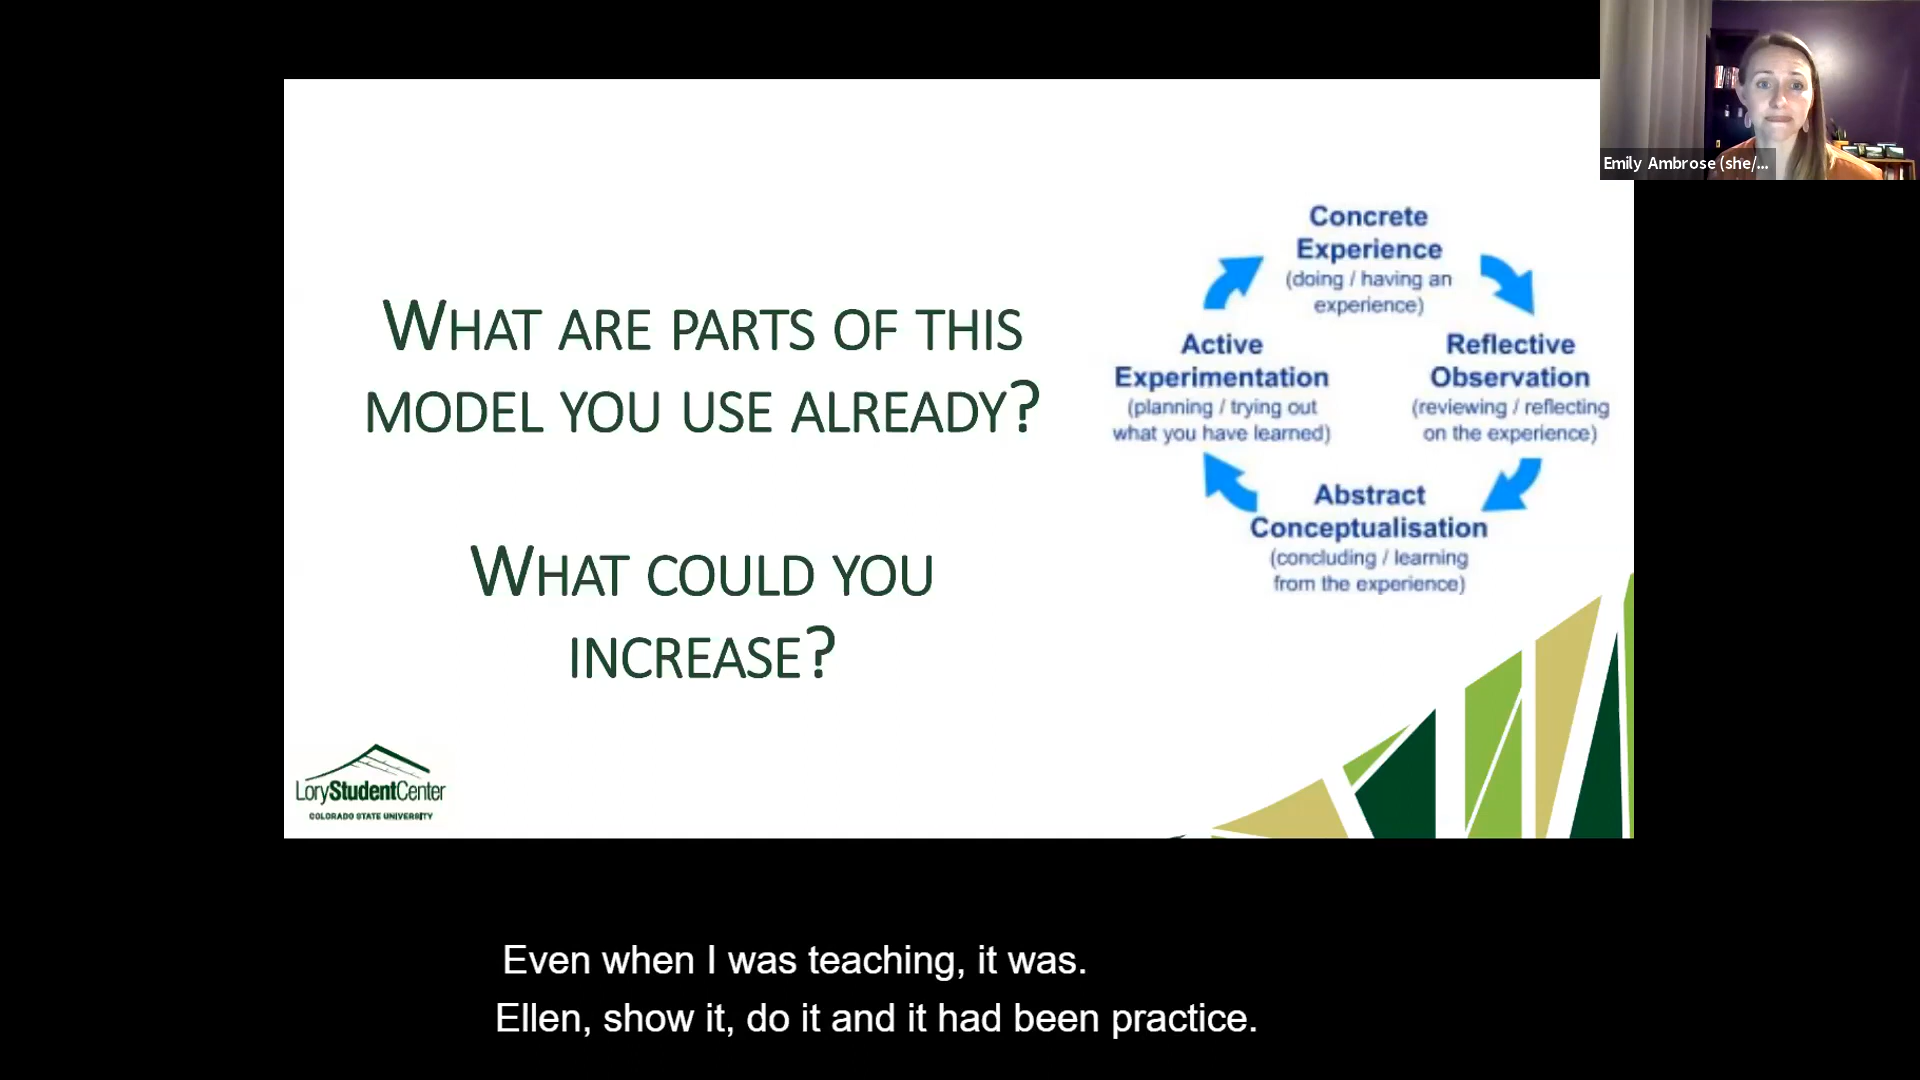 Emily Ambrose (she/...
WHAT ARE PARTS OF THIS
MODEL YOU USE ALREADY?
WHAT COULD YOU
INCREASE?
Concrete
Experience
(doing / having an
experience)
Active
Experimentation
(planning / trying out
what you have learned)
Reflective
Observation
(reviewing / reflecting
on the experience)
Abstract
Conceptualisation
(concluding / learning
from the experience)
LoryStudentCenter
COLORADO STATE UNIVERSITY
Even when I was teaching, it was.
Ellen, show it, do it and it had been practice.